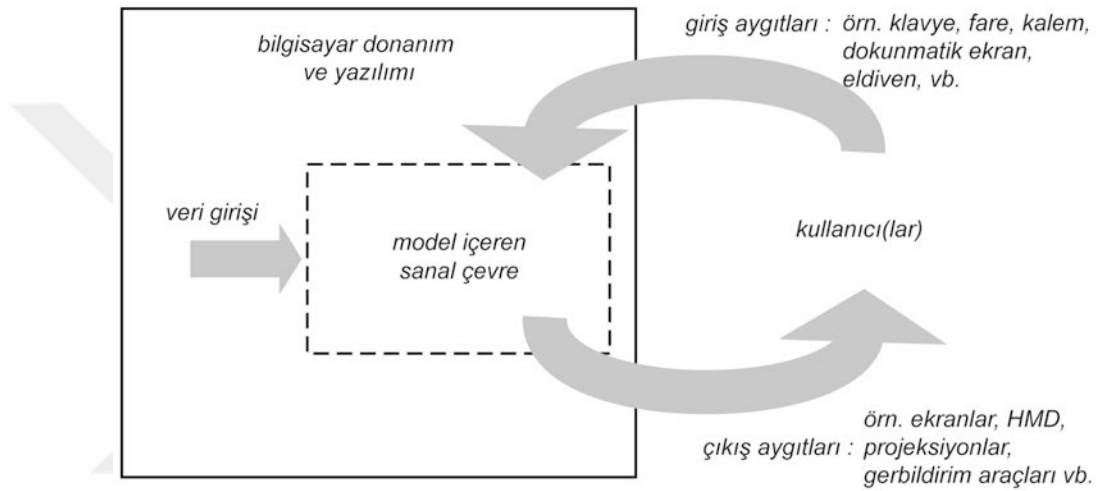 bilgisayar donanım
ve yazılımı
giriş aygıtları : örn. klavye, fare, kalem,
dokunmatik ekran,
eldiven, vb.
veri girişi
model içeren
sanal çevre
kullanıcı(lar)
örn. ekranlar, HMD,
çıkış aygıtları : projeksiyonlar,
gerbildirim araçları vb.